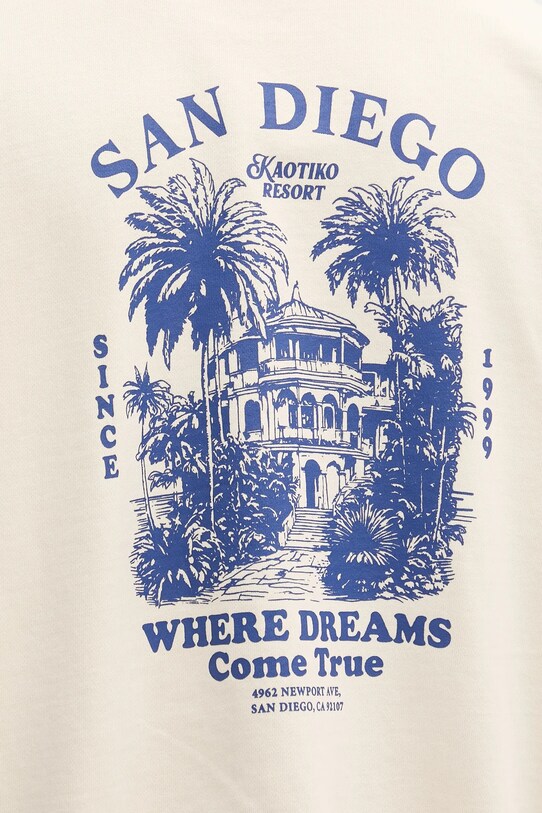 SAN DIEGO
KAOTIKO
RESORT
SINCE
1999
WHERE DREAMS
Come True
4962 NEWPORT AVE,
SAN DIEGO, CA 92107